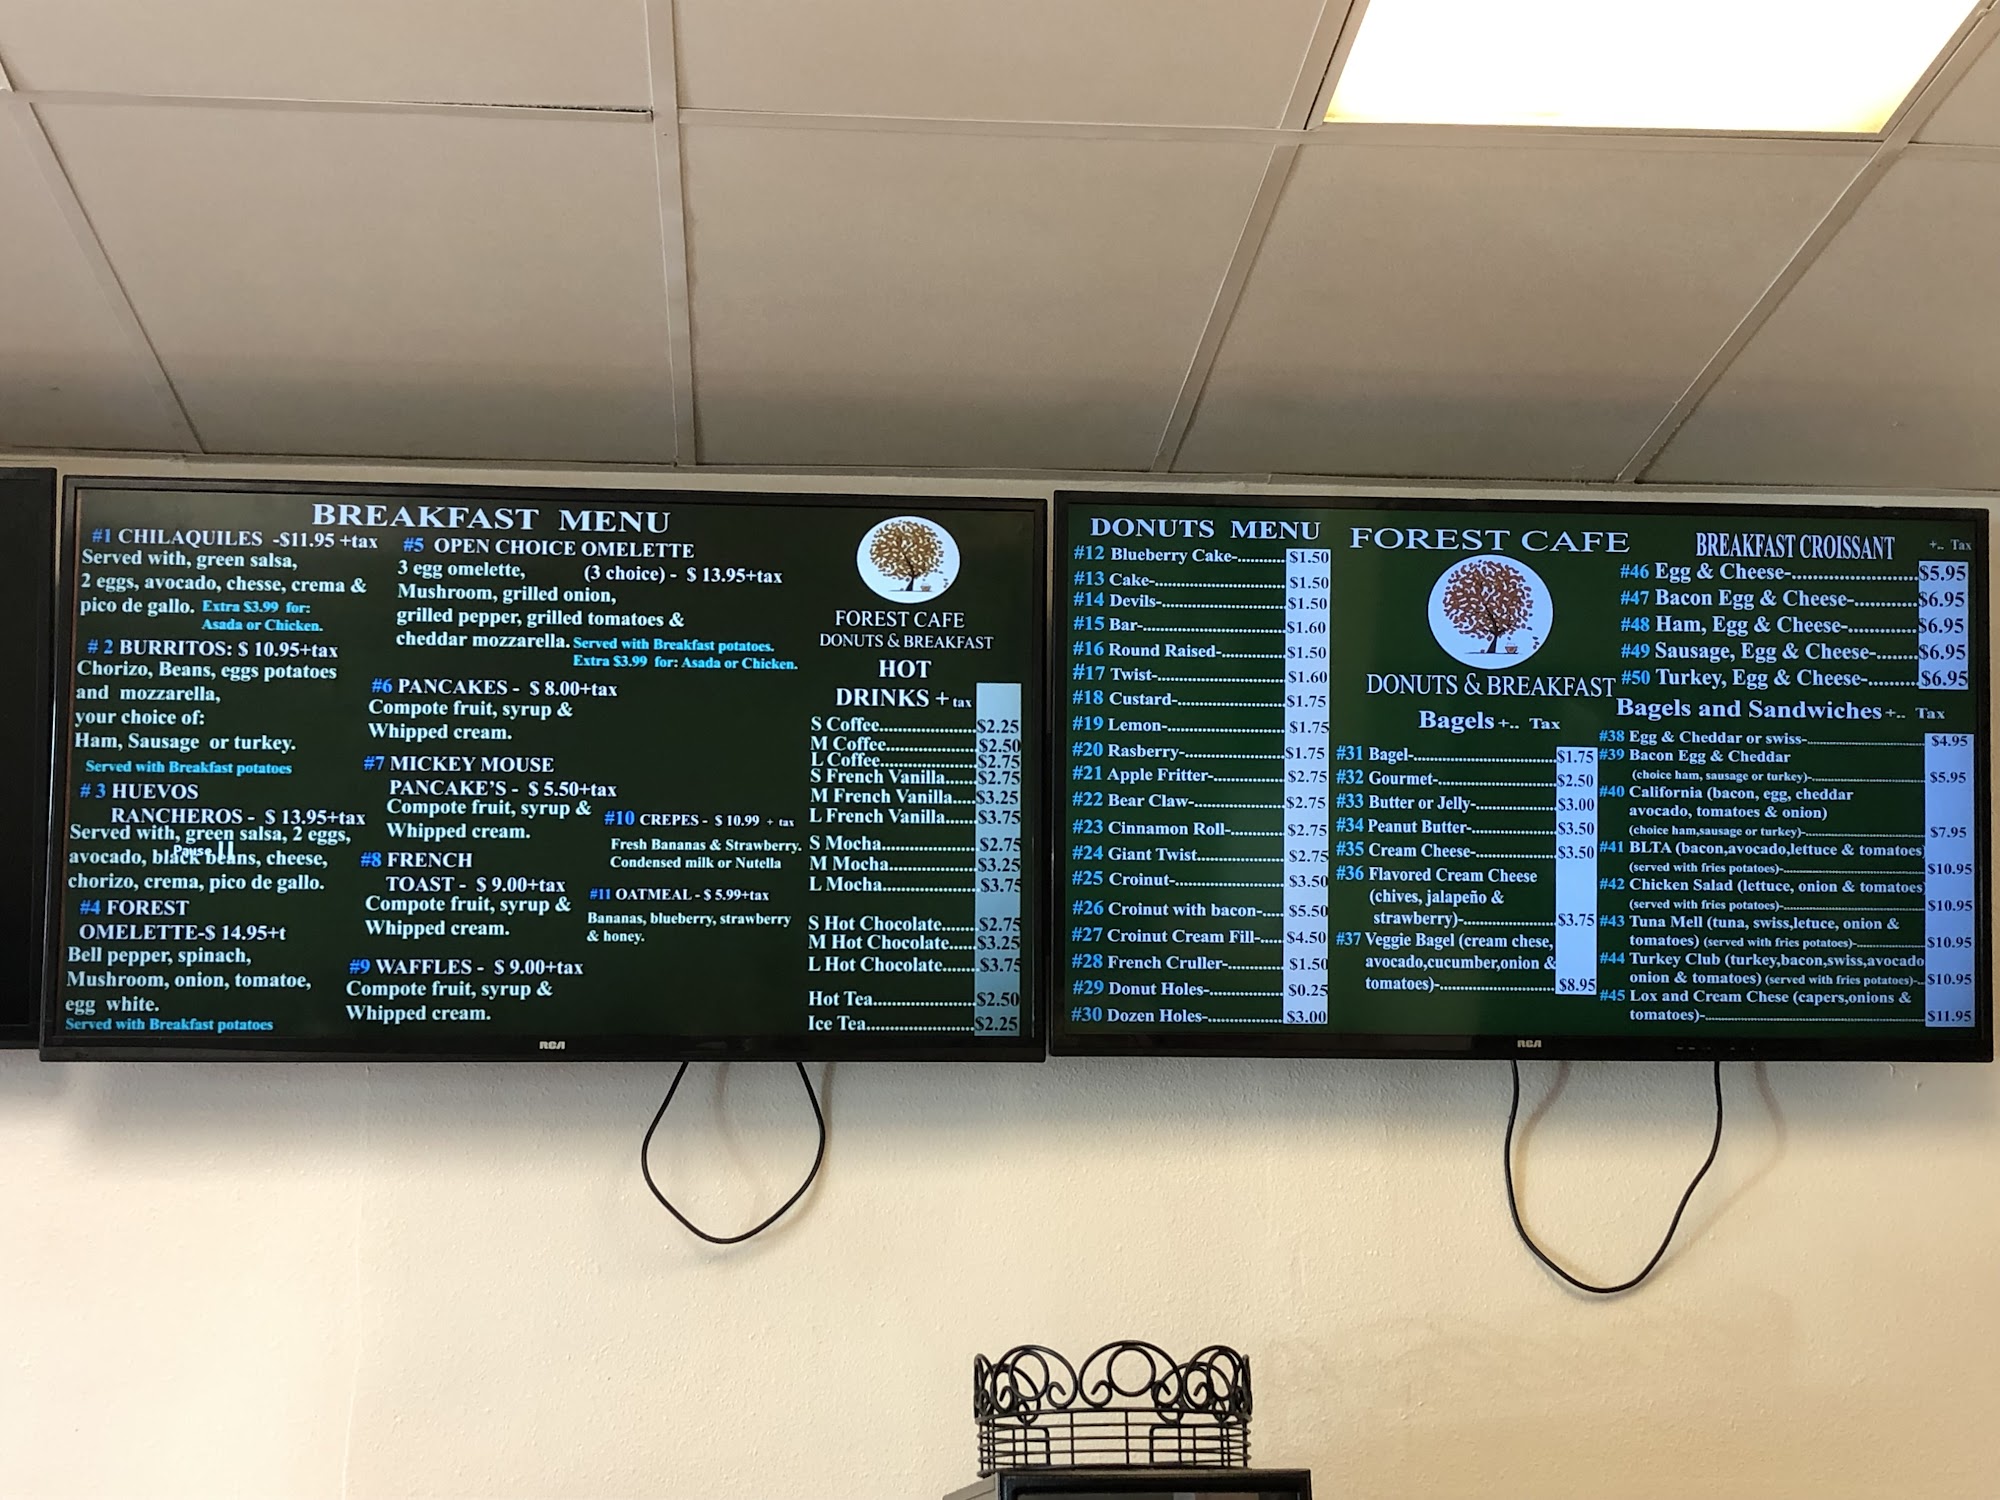 BREAKFAST MENU
#1 CHILAQUILES -$11.95 +tax
Served with, green salsa,
2 eggs, avocado, chesse, crema &
pico de gallo. Extra $3.99 for:
Asada or Chicken.
# 2 BURRITOS: $ 10.95+tax
Chorizo, Beans, eggs potatoes
and mozzarella,
your choice of:
Ham, Sausage or turkey.
Served with Breakfast potatoes
# 3 HUEVOS
RANCHEROS - $ 13.95+tax
Served with, green salsa, 2 eggs,
Pause
avocado, black beans, cheese,
chorizo, crema, pico de gallo.
#4 FOREST
OMELETTE-$ 14.95+t
Bell pepper, spinach,
Mushroom, onion, tomatoe,
egg white.
Served with Breakfast potatoes
#5 OPEN CHOICE OMELETTE
3 egg omelette, (3 choice) - $ 13.95+tax
Mushroom, grilled onion,
grilled pepper, grilled tomatoes &
cheddar mozzarella. Served with Breakfast potatoes.
Extra $3.99 for: Asada or Chicken.
#6 PANCAKES - $ 8.00+tax
Compote fruit, syrup &
Whipped cream.
#7 MICKEY MOUSE
PANCAKE'S - $ 5.50+tax
Compote fruit, syrup &
Whipped cream.
#8 FRENCH
TOAST - $ 9.00+tax
Compote fruit, syrup &
Whipped cream.
#9 WAFFLES - $ 9.00+tax
Compote fruit, syrup &
Whipped cream.
#10 CREPES - $ 10.99 + tax
Fresh Bananas & Strawberry.
Condensed milk or Nutella
#11 OATMEAL - $ 5.99+tax
Bananas, blueberry, strawberry
& honey.
FOREST CAFE
DONUTS & BREAKFAST
HOT
DRINKS + tax
S Coffee $2.25
M Coffee $2.50
L Coffee $2.75
S French Vanilla $2.75
M French Vanilla $3.25
L French Vanilla $3.75
S Mocha $2.75
M Mocha $3.25
L Mocha $3.75
S Hot Chocolate $2.75
M Hot Chocolate $3.25
L Hot Chocolate $3.75
Hot Tea $2.50
Ice Tea $2.25
RCA
DONUTS MENU
#12 Blueberry Cake- $1.50
#13 Cake- $1.50
#14 Devils- $1.50
#15 Bar- $1.60
#16 Round Raised- $1.50
#17 Twist- $1.60
#18 Custard- $1.75
#19 Lemon- $1.75
#20 Rasberry- $1.75
#21 Apple Fritter- $2.75
#22 Bear Claw- $2.75
#23 Cinnamon Roll- $2.75
#24 Giant Twist $2.75
#25 Croinut- $3.50
#26 Croinut with bacon- $5.50
#27 Croinut Cream Fill- $4.50
#28 French Cruller- $1.50
#29 Donut Holes- $0.25
#30 Dozen Holes- $3.00
FOREST CAFE
DONUTS & BREAKFAST
Bagels +.. Tax
#31 Bagel- $1.75
#32 Gourmet- $2.50
#33 Butter or Jelly- $3.00
#34 Peanut Butter- $3.50
#35 Cream Cheese- $3.50
#36 Flavored Cream Cheese
(chives, jalapeño &
strawberry)- $3.75
#37 Veggie Bagel (cream chese,
avocado,cucumber,onion &
tomatoes)- $8.95
BREAKFAST CROISSANT +.. Tax
#46 Egg & Cheese- $5.95
#47 Bacon Egg & Cheese- $6.95
#48 Ham, Egg & Cheese- $6.95
#49 Sausage, Egg & Cheese- $6.95
#50 Turkey, Egg & Cheese- $6.95
Bagels and Sandwiches +.. Tax
#38 Egg & Cheddar or swiss- $4.95
#39 Bacon Egg & Cheddar
(choice ham, sausage or turkey)- $5.95
#40 California (bacon, egg, cheddar
avocado, tomatoes & onion)
(choice ham,sausage or turkey)- $7.95
#41 BLTA (bacon,avocado,lettuce & tomatoes)
(served with fries potatoes)- $10.95
#42 Chicken Salad (lettuce, onion & tomatoes)
(served with fries potatoes)- $10.95
#43 Tuna Mell (tuna, swiss,letuce, onion &
tomatoes) (served with fries potatoes)- $10.95
#44 Turkey Club (turkey,bacon,swiss,avocado
onion & tomatoes) (served with fries potatoes)- $10.95
#45 Lox and Cream Chese (capers,onions &
tomatoes)- $11.95
RCA